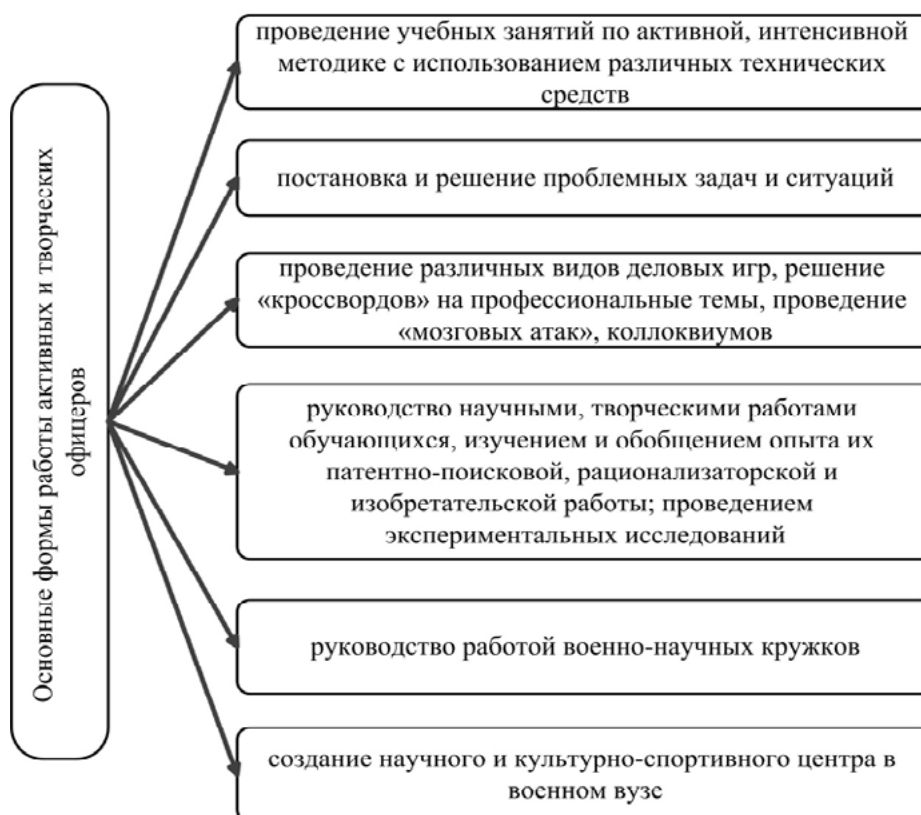 Основные формы работы активных и творческих
офицеров
проведение учебных занятий по активной, интенсивной
методике с использованием различных технических
средств
постановка и решение проблемных задач и ситуаций
проведение различных видов деловых игр, решение
«кроссвордов» на профессиональные темы, проведение
«мозговых атак», коллоквиумов
руководство научными, творческими работами
обучающихся, изучением и обобщением опыта их
патентно-поисковой, рационализаторской и
изобретательской работы; проведением
экспериментальных исследований
руководство работой военно-научных кружков
создание научного и культурно-спортивного центра в
военном вузе